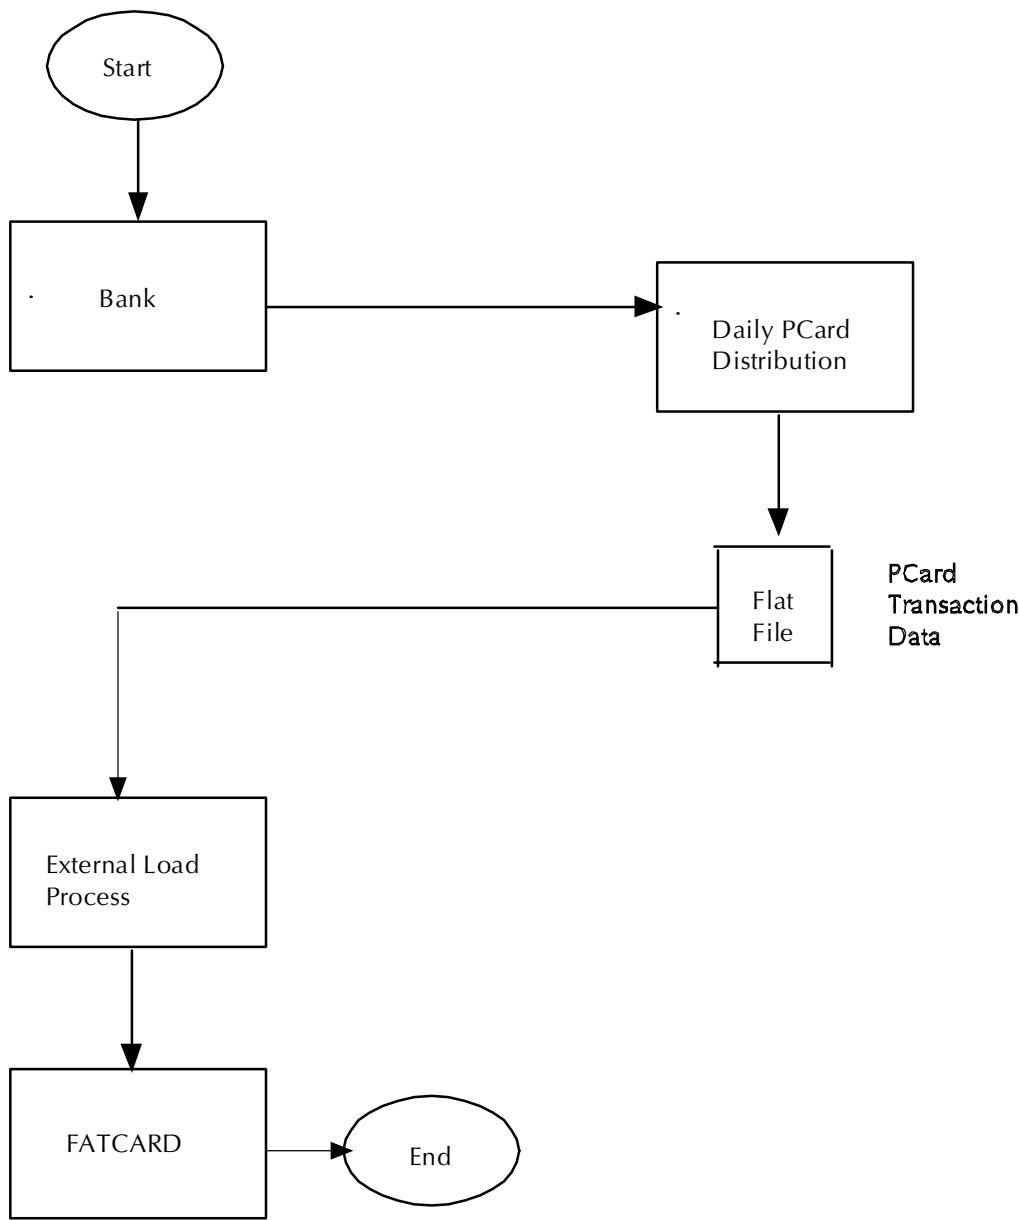 Start
Bank
Daily PCard
Distribution
Flat
File
PCard
Transaction
Data
External Load
Process
FATCARD
End